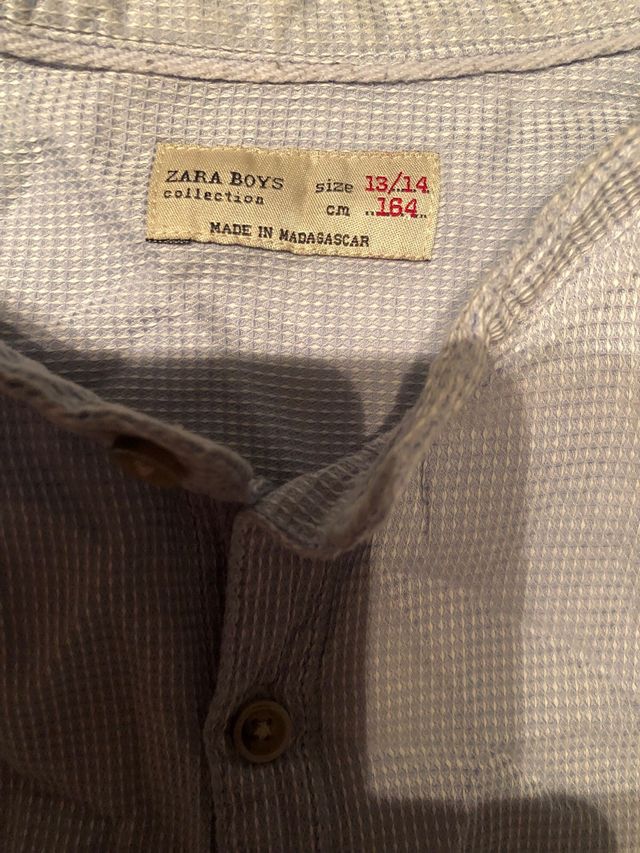 ZARA BOYS size 13/14
collection cm ..164..
MADE IN MADAGASCAR